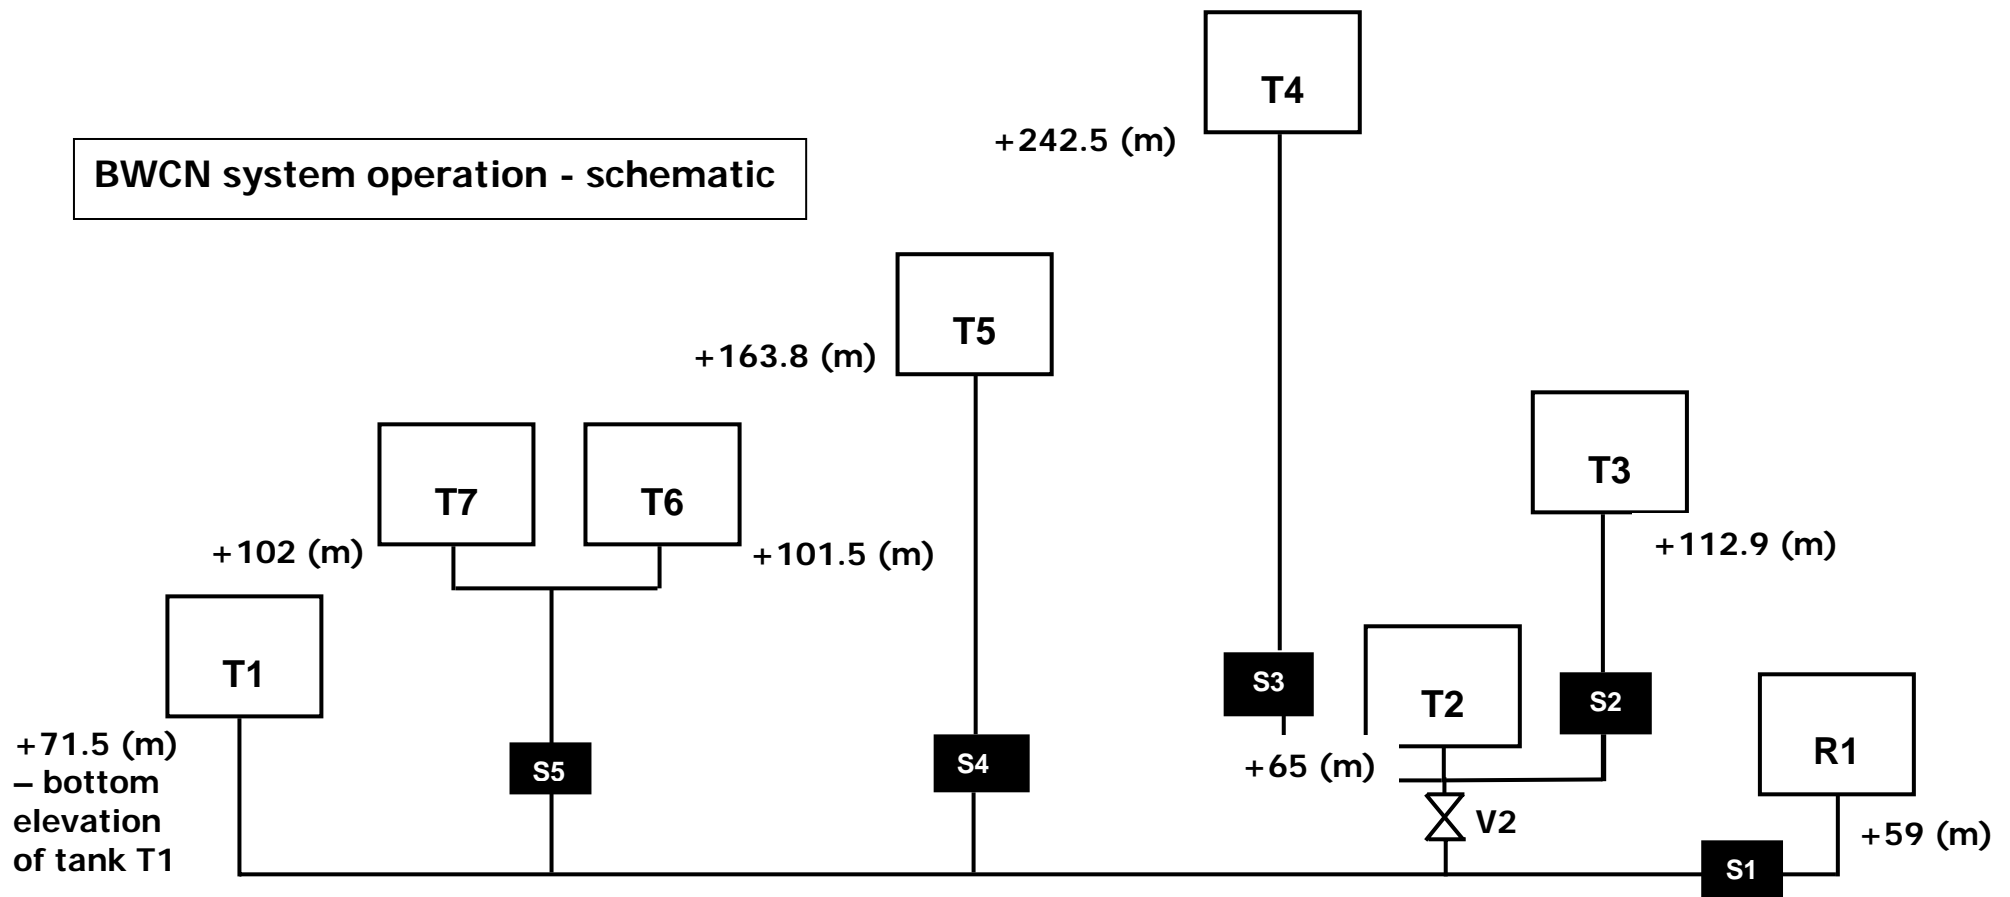 T4
+242.5 (m)
BWCN system operation - schematic
T5
+163.8 (m)
T3
T7
T6
+102 (m)
+101.5 (m)
+112.9 (m)
T1
S3
T2
S2
+71.5 (m)
– bottom
elevation
of tank T1
S5
S4
+65 (m)
R1
V2
+59 (m)
S1